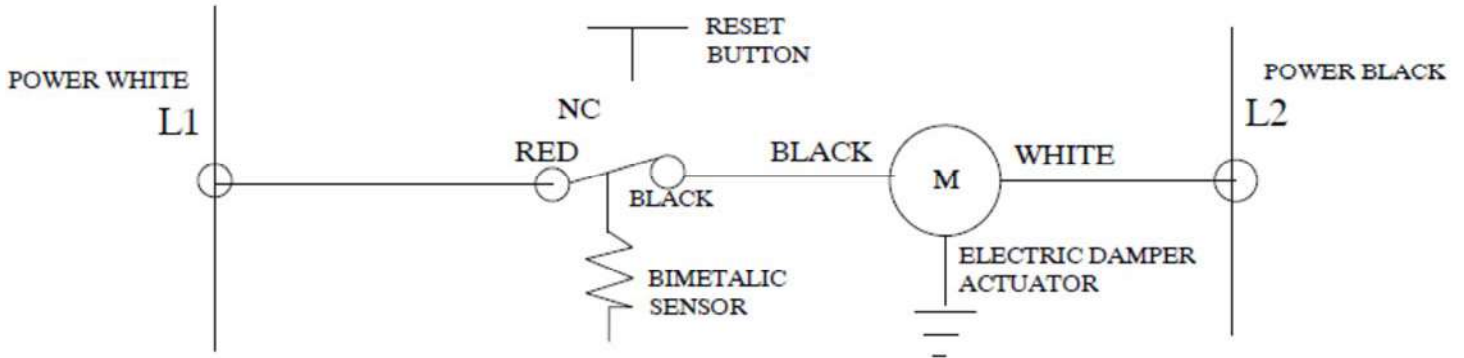 RESET
BUTTON
POWER WHITE
L1
POWER BLACK
L2
NC
RED
BLACK
BLACK
M
WHITE
BIMETALIC
SENSOR
ELECTRIC DAMPER
ACTUATOR